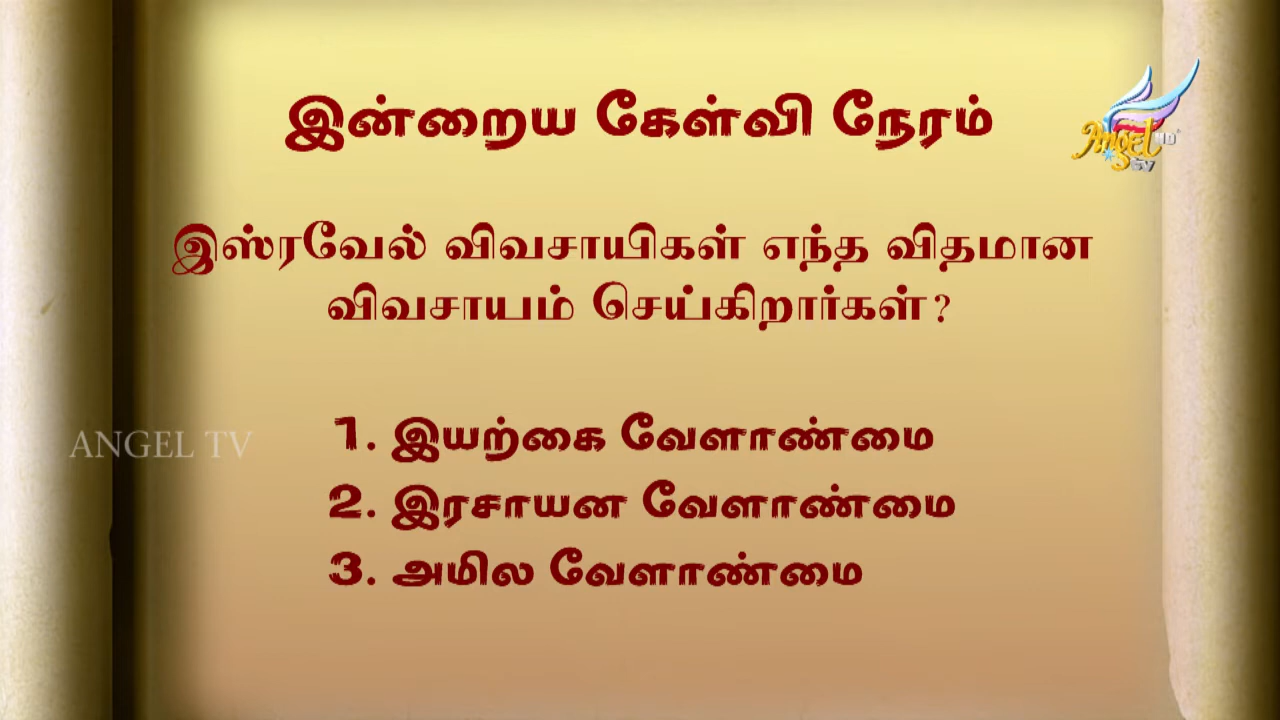 இன்றைய கேள்வி நேரம்
Angel HD
TV
இஸ்ரவேல் விவசாயிகள் எந்த விதமான
விவசாயம் செய்கிறார்கள்?
ANGEL TV
1. இயற்கை வேளாண்மை
2. இரசாயன வேளாண்மை
3. அமில வேளாண்மை